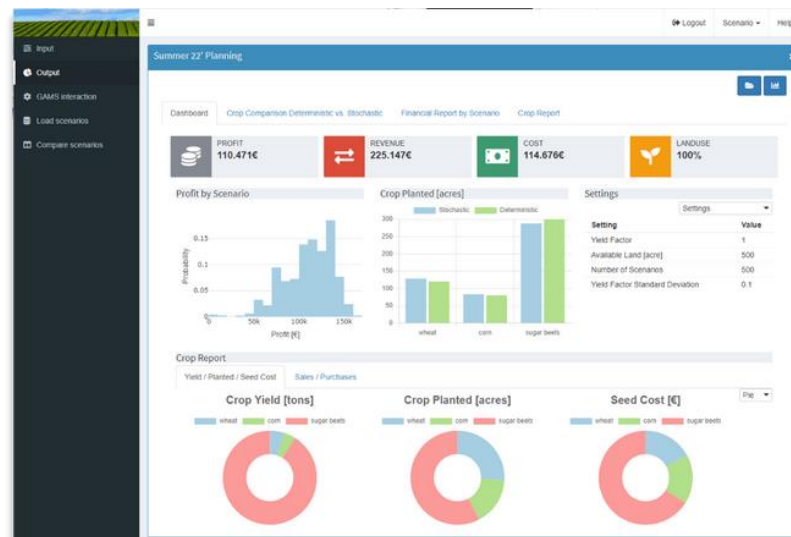 Logout Scenario Help
Input
Output
GAMS interaction
Load scenarios
Compare scenarios
Summer 22' Planning
Dashboard Crop Comparison Deterministic vs. Stochastic Financial Report by Scenario Crop Report
PROFIT
110.471€
REVENUE
225.147€
COST
114.676€
LANDUSE
100%
Profit by Scenario
Probability
0.15
0.1
0.05
0 50k 100k 150k
Profit [€]
Crop Planted [acres]
Stochastic Deterministic
300
250
200
150
100
50
0
wheat corn sugar beets
Settings
Settings
Setting Value
Yield Factor 1
Available Land [acre] 500
Number of Scenarios 500
Yield Factor Standard Deviation 0.1
Crop Report
Yield / Planted / Seed Cost Sales / Purchases
Pie
Crop Yield [tons]
wheat corn sugar beets
Crop Planted [acres]
wheat corn sugar beets
Seed Cost [€]
wheat corn sugar beets